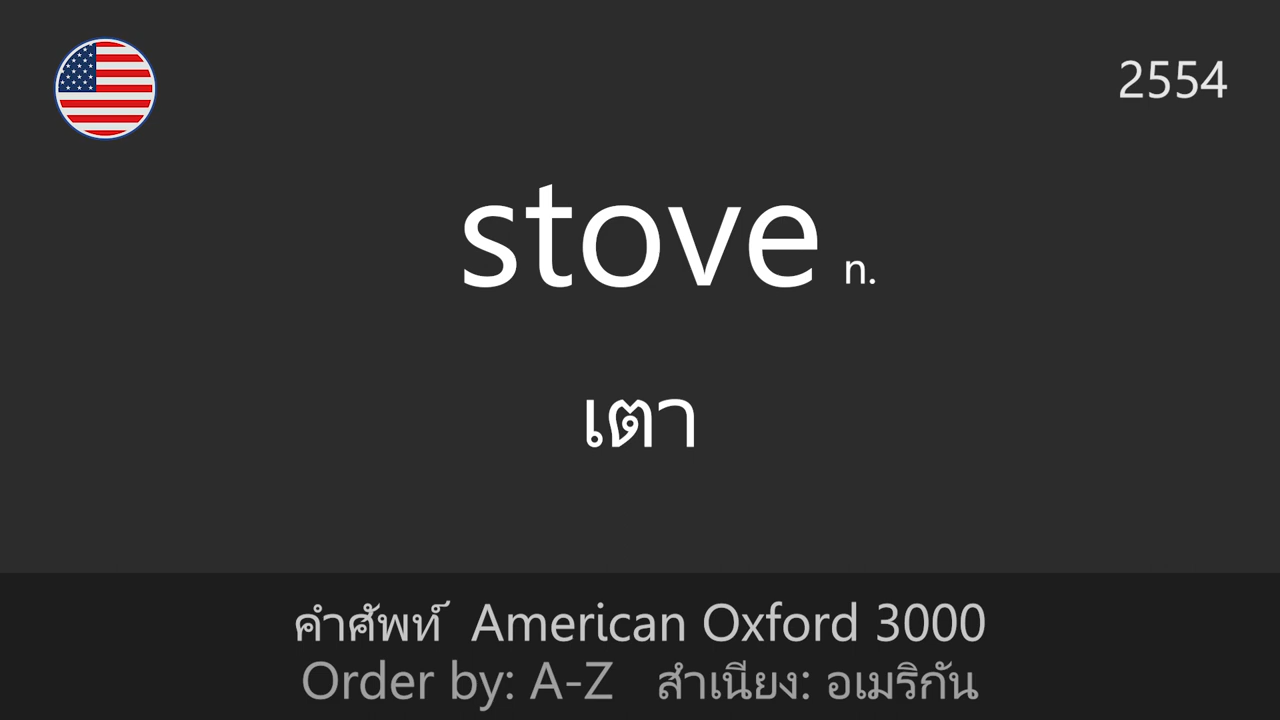 2554
stove n.
เตา
คำศัพท์ American Oxford 3000
Order by: A-Z สำเนียง: อเมริกัน